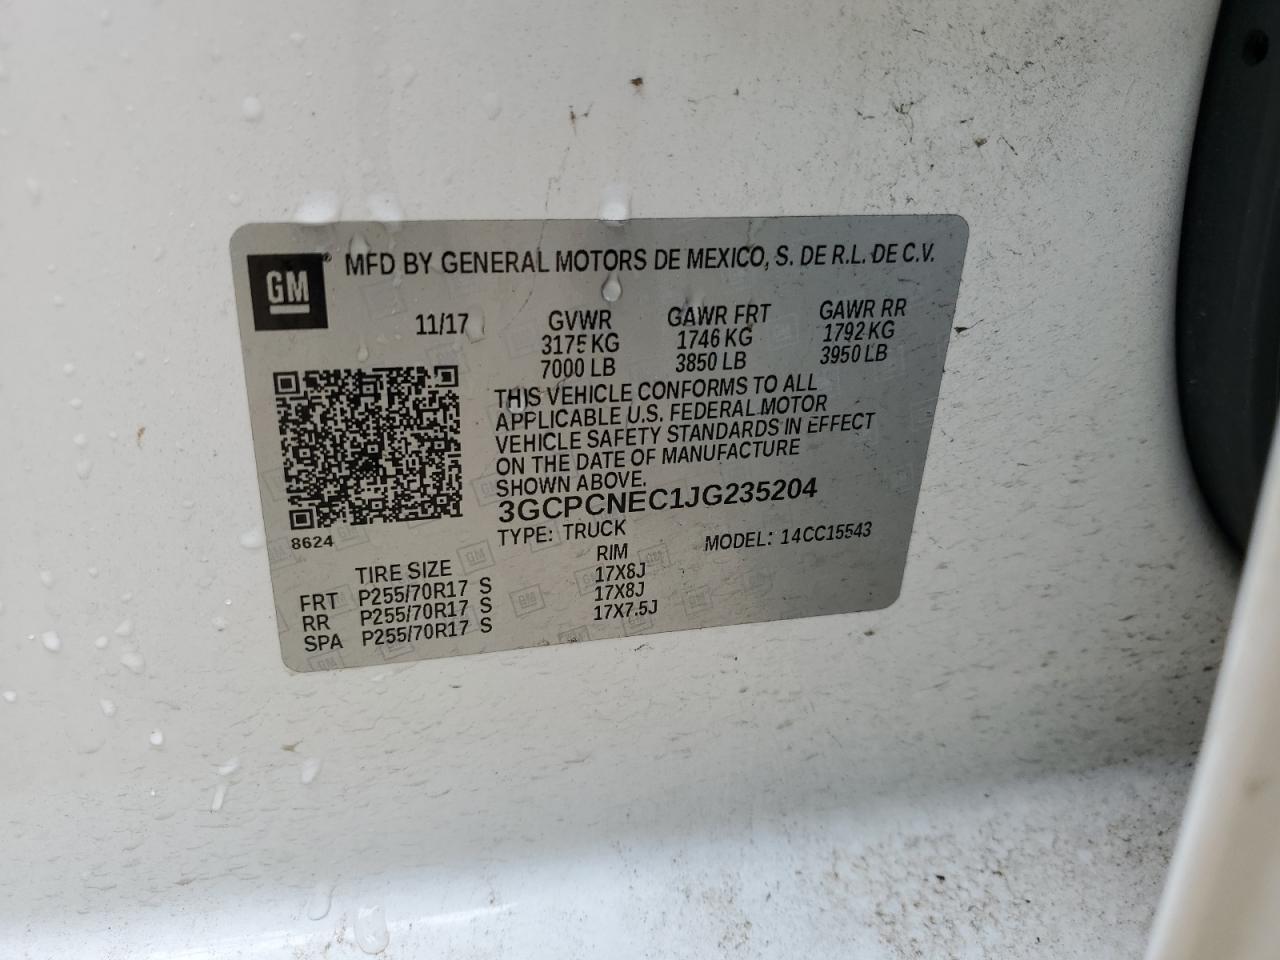 GM® MFD BY GENERAL MOTORS DE MEXICO, S. DE R.L. DE C.V.
11/17 GVWR GAWR FRT GAWR RR
3175 KG 1746 KG 1792 KG
7000 LB 3850 LB 3950 LB
THIS VEHICLE CONFORMS TO ALL
APPLICABLE U.S. FEDERAL MOTOR
VEHICLE SAFETY STANDARDS IN EFFECT
ON THE DATE OF MANUFACTURE
SHOWN ABOVE.
3GCPCNEC1JG235204
8624 TYPE: TRUCK MODEL: 14CC15543
TIRE SIZE RIM
FRT P255/70R17 S 17X8J
RR P255/70R17 S 17X8J
SPA P255/70R17 S 17X7.5J